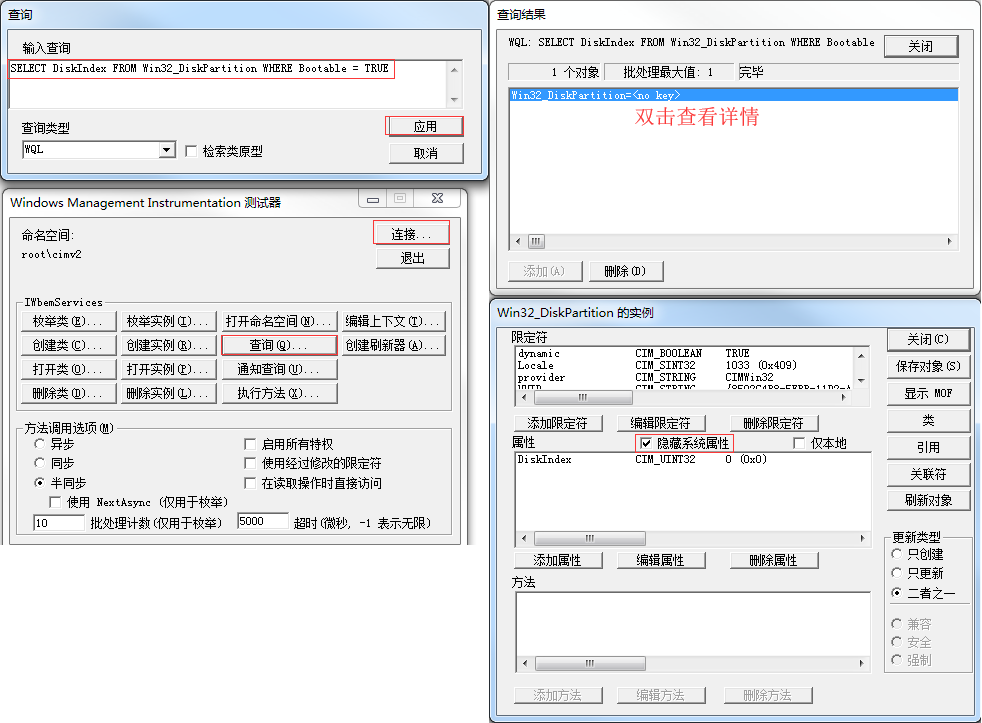 查询
输入查询
SELECT DiskIndex FROM Win32_DiskPartition WHERE Bootable = TRUE
查询类型
应用
WQL
检索类原型
取消
Windows Management Instrumentation 测试器
命名空间:
连接...
root\cimv2
退出
IWbemServices
枚举类(E)... 枚举实例(I)... 打开命名空间(N)... 编辑上下文(T)...
创建类(C)... 创建实例(R)... 查询(Q)... 创建刷新器(A)...
打开类(O)... 打开实例(P)... 通知查询(U)...
删除类(D)... 删除实例(L)... 执行方法(X)...
方法调用选项(M)
异步 启用所有特权
同步 使用经过修改的限定符
半同步 在读取操作时直接访问
使用 NextAsync (仅用于枚举)
10 批处理计数(仅用于枚举) 5000 超时(微秒, -1 表示无限)
查询结果
WQL: SELECT DiskIndex FROM Win32_DiskPartition WHERE Bootable
关闭
1 个对象 批处理最大值: 1 完毕
Win32_DiskPartition=<no key>
双击查看详情
添加(A) 删除(D)
Win32_DiskPartition 的实例
限定符
关闭(C)
dynamic CIM_BOOLEAN TRUE
Locale CIM_SINT32 1033 (0x409)
provider CIM_STRING CIMWin32
保存对象(S)
显示 MOF
添加限定符 编辑限定符 删除限定符
类
属性 隐藏系统属性 仅本地
引用
DiskIndex CIM_UINT32 0 (0x0)
关联符
刷新对象
更新类型
只创建
添加属性 编辑属性 删除属性
只更新
方法
二者之一
兼容
安全
强制
添加方法 编辑方法 删除方法